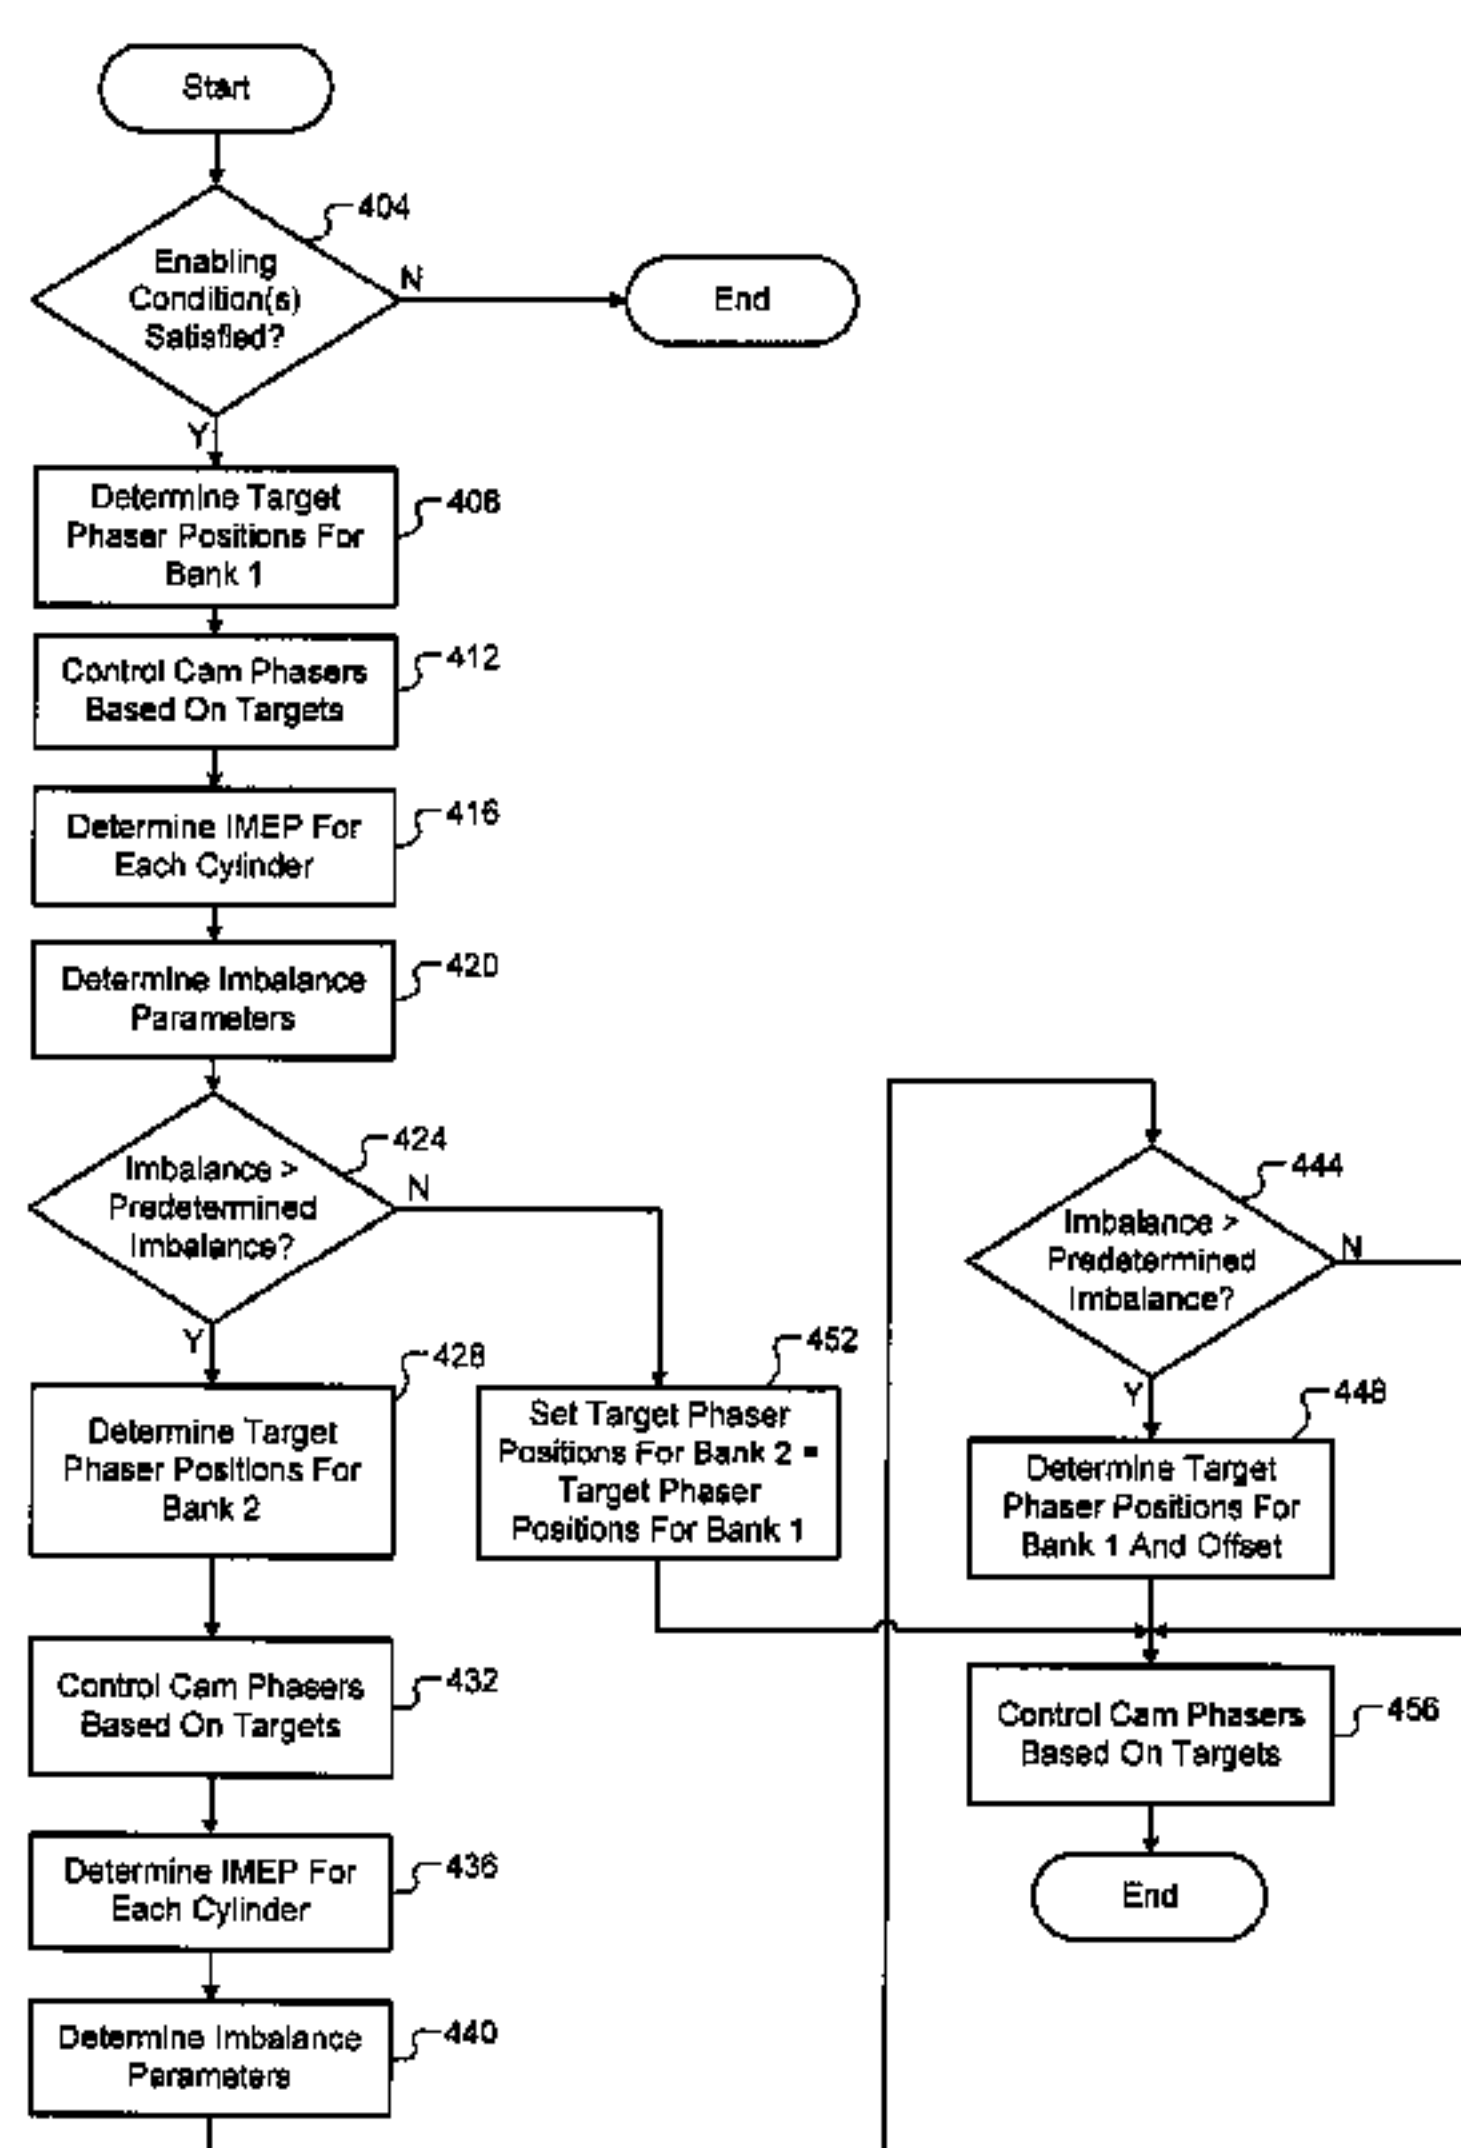 Start
404
Enabling
Condition(s)
Satisfied?
N
End
Y
Determine Target
Phaser Positions For
Bank 1
408
Control Cam Phasers
Based On Targets
412
Determine IMEP For
Each Cylinder
416
Determine Imbalance
Parameters
420
424
Imbalance >
Predetermined
Imbalance?
N
Y
428
Determine Target
Phaser Positions For
Bank 2
452
Set Target Phaser
Positions For Bank 2 =
Target Phaser
Positions For Bank 1
Control Cam Phasers
Based On Targets
432
Determine IMEP For
Each Cylinder
436
Determine Imbalance
Parameters
440
444
Imbalance >
Predetermined
Imbalance?
N
Y
448
Determine Target
Phaser Positions For
Bank 1 And Offset
Control Cam Phasers
Based On Targets
456
End